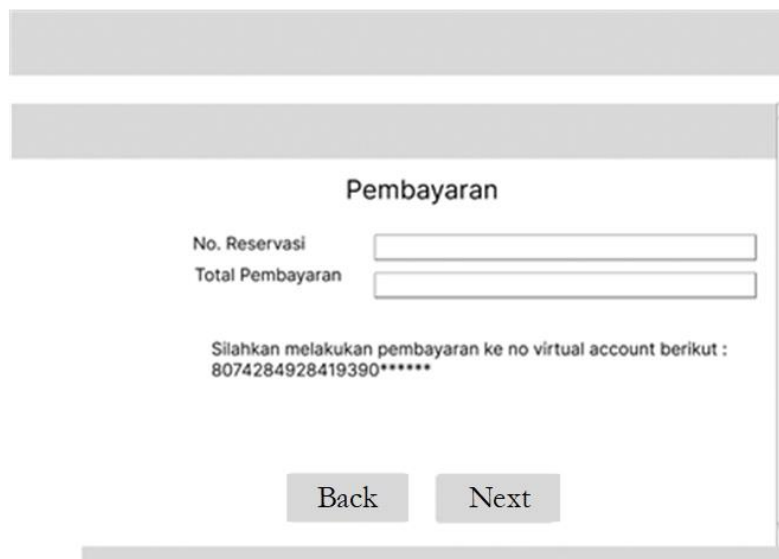 Pembayaran
No. Reservasi
Total Pembayaran
Silahkan melakukan pembayaran ke no virtual account berikut :
8074284928419390******
Back Next